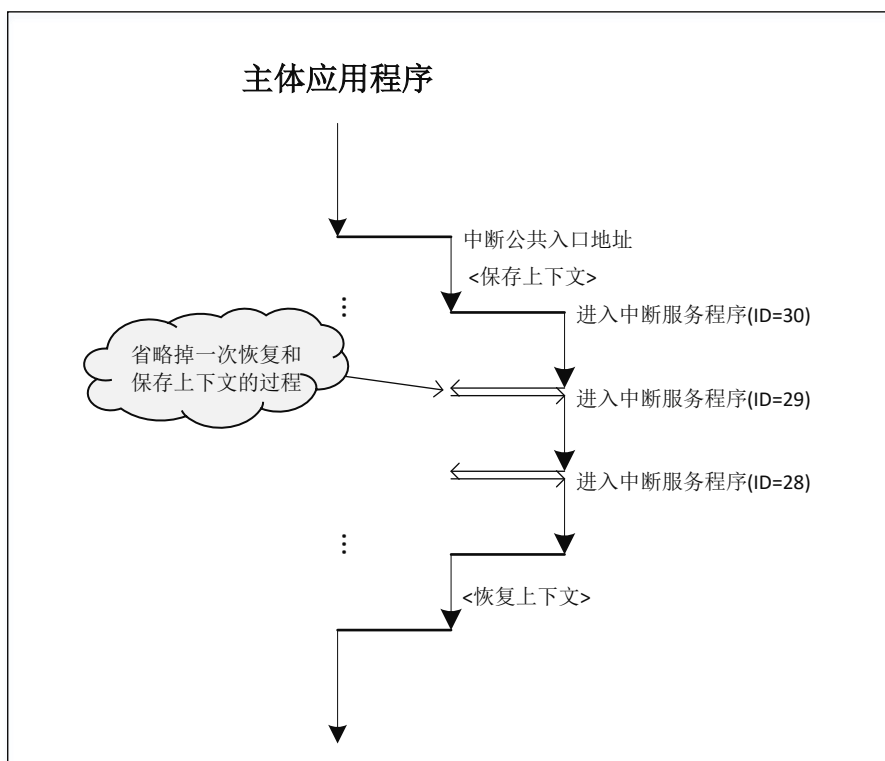 主体应用程序
中断公共入口地址
<保存上下文>
进入中断服务程序(ID=30)
省略掉一次恢复和
保存上下文的过程
进入中断服务程序(ID=29)
进入中断服务程序(ID=28)
<恢复上下文>